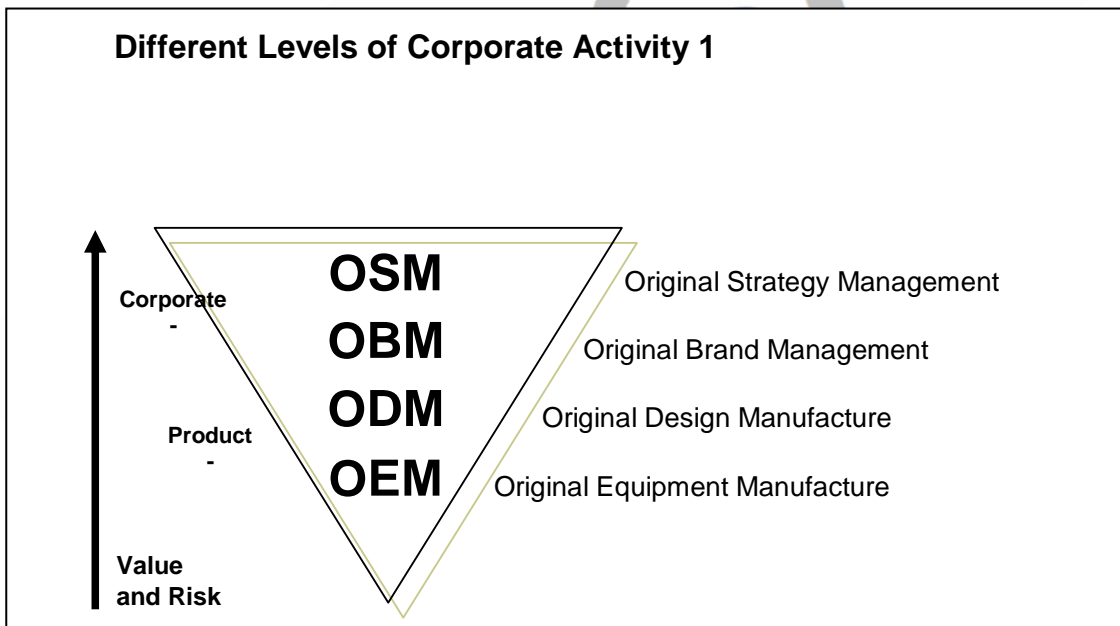 Different Levels of Corporate Activity 1
OSM
Original Strategy Management
Corporate
-
OBM
Original Brand Management
ODM
Original Design Manufacture
Product
-
OEM
Original Equipment Manufacture
Value
and Risk